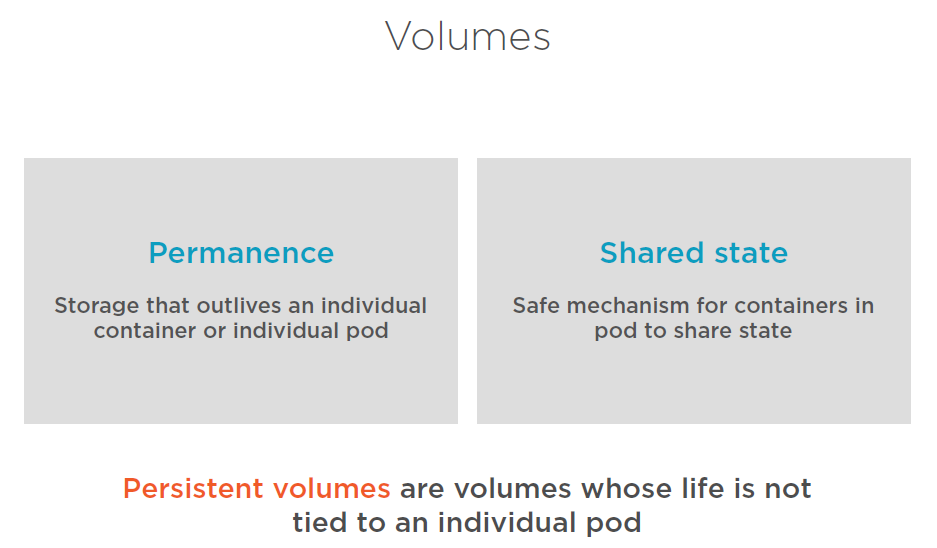 Volumes
Permanence
Storage that outlives an individual
container or individual pod
Shared state
Safe mechanism for containers in
pod to share state
Persistent volumes are volumes whose life is not
tied to an individual pod